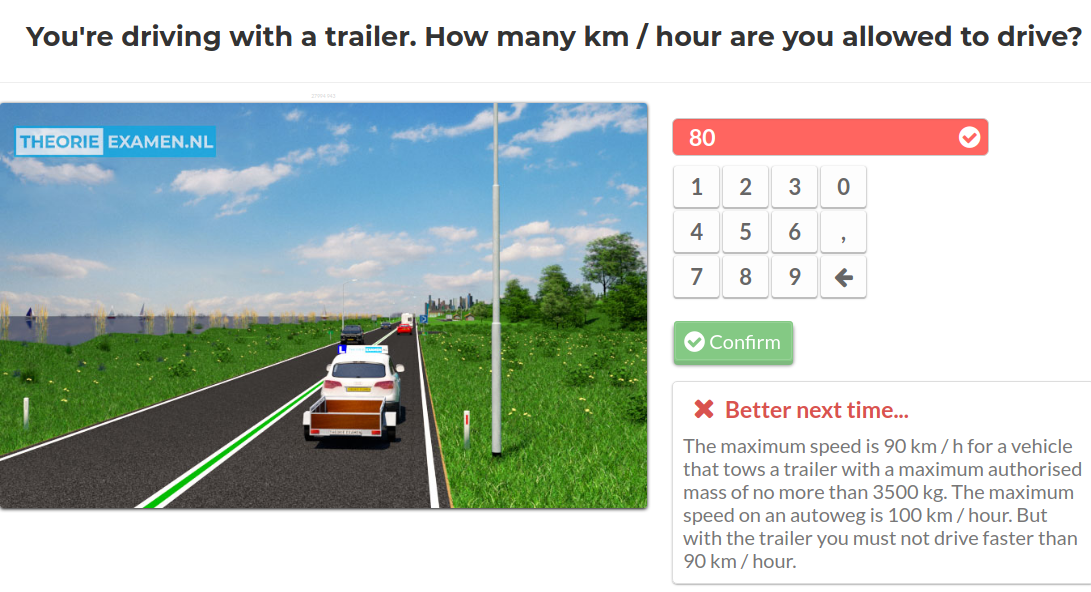 You're driving with a trailer. How many km / hour are you allowed to drive?
THEORIE EXAMEN.NL
80
1 2 3 0
4 5 6 ,
7 8 9
Confirm
Better next time...
The maximum speed is 90 km / h for a vehicle
that tows a trailer with a maximum authorised
mass of no more than 3500 kg. The maximum
speed on an autoweg is 100 km / hour. But
with the trailer you must not drive faster than
90 km / hour.